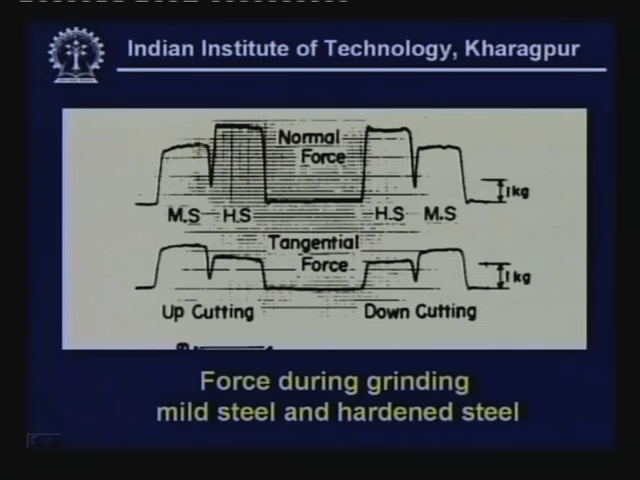 Indian Institute of Technology, Kharagpur
Normal
Force
1kg
M.S H.S
H.S M.S
Tangential
Force
1kg
Up Cutting
Down Cutting
Force during grinding
mild steel and hardened steel